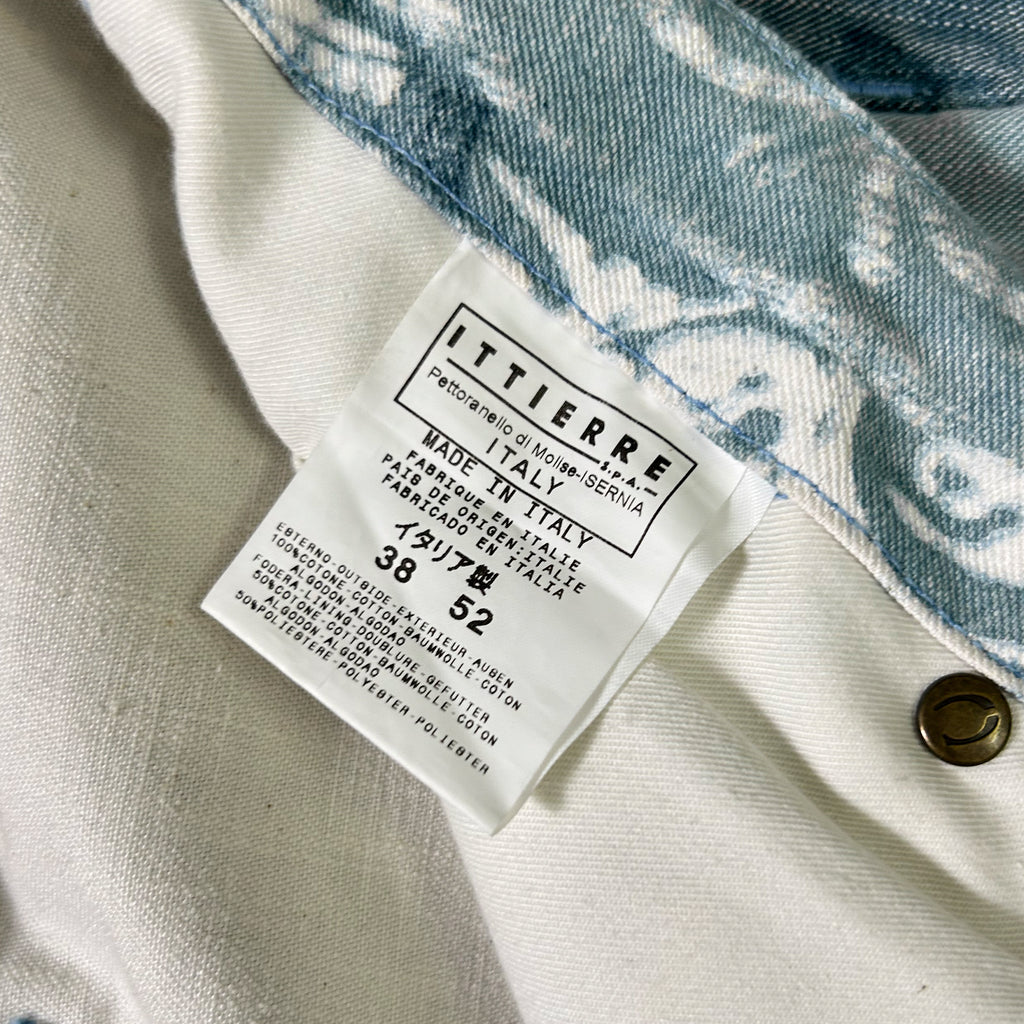 ITTIERRE
S.p.A.
Pettoranello di Molise-ISERNIA
ITALY
MADE IN ITALY
FABRIQUE EN ITALIE
PAIS DE ORIGEN:ITALIE
FABRICADO EN ITALIA
イタリア製
38 52
ESTERNO-OUTSIDE-EXTERIEUR-AUSEN
100%COTONE-COTTON-BAUMWOLLE-COTON
ALGODON-ALGODAO
FODERA-LINING-DOUBLURE-GEFUTTER
50%COTONE-COTTON-BAUMWOLLE-COTON
ALGODON-ALGODAO
50%POLIESTERE-POLYESTER-POLIESTER